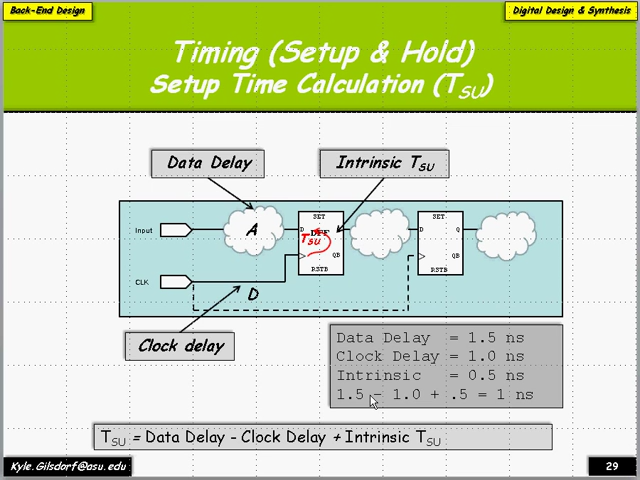 Back-End Design
Digital Design & Synthesis
Timing (Setup & Hold)
Setup Time Calculation (TSU)
Data Delay
Intrinsic TSU
Input
A
SET
D
DFF
TSU
QB
RSTB
SET
D
Q
QB
RSTB
CLK
D
Clock delay
Data Delay = 1.5 ns
Clock Delay = 1.0 ns
Intrinsic = 0.5 ns
1.5 - 1.0 + .5 = 1 ns
TSU = Data Delay - Clock Delay + Intrinsic TSU
Kyle.Gilsdorf@asu.edu
29